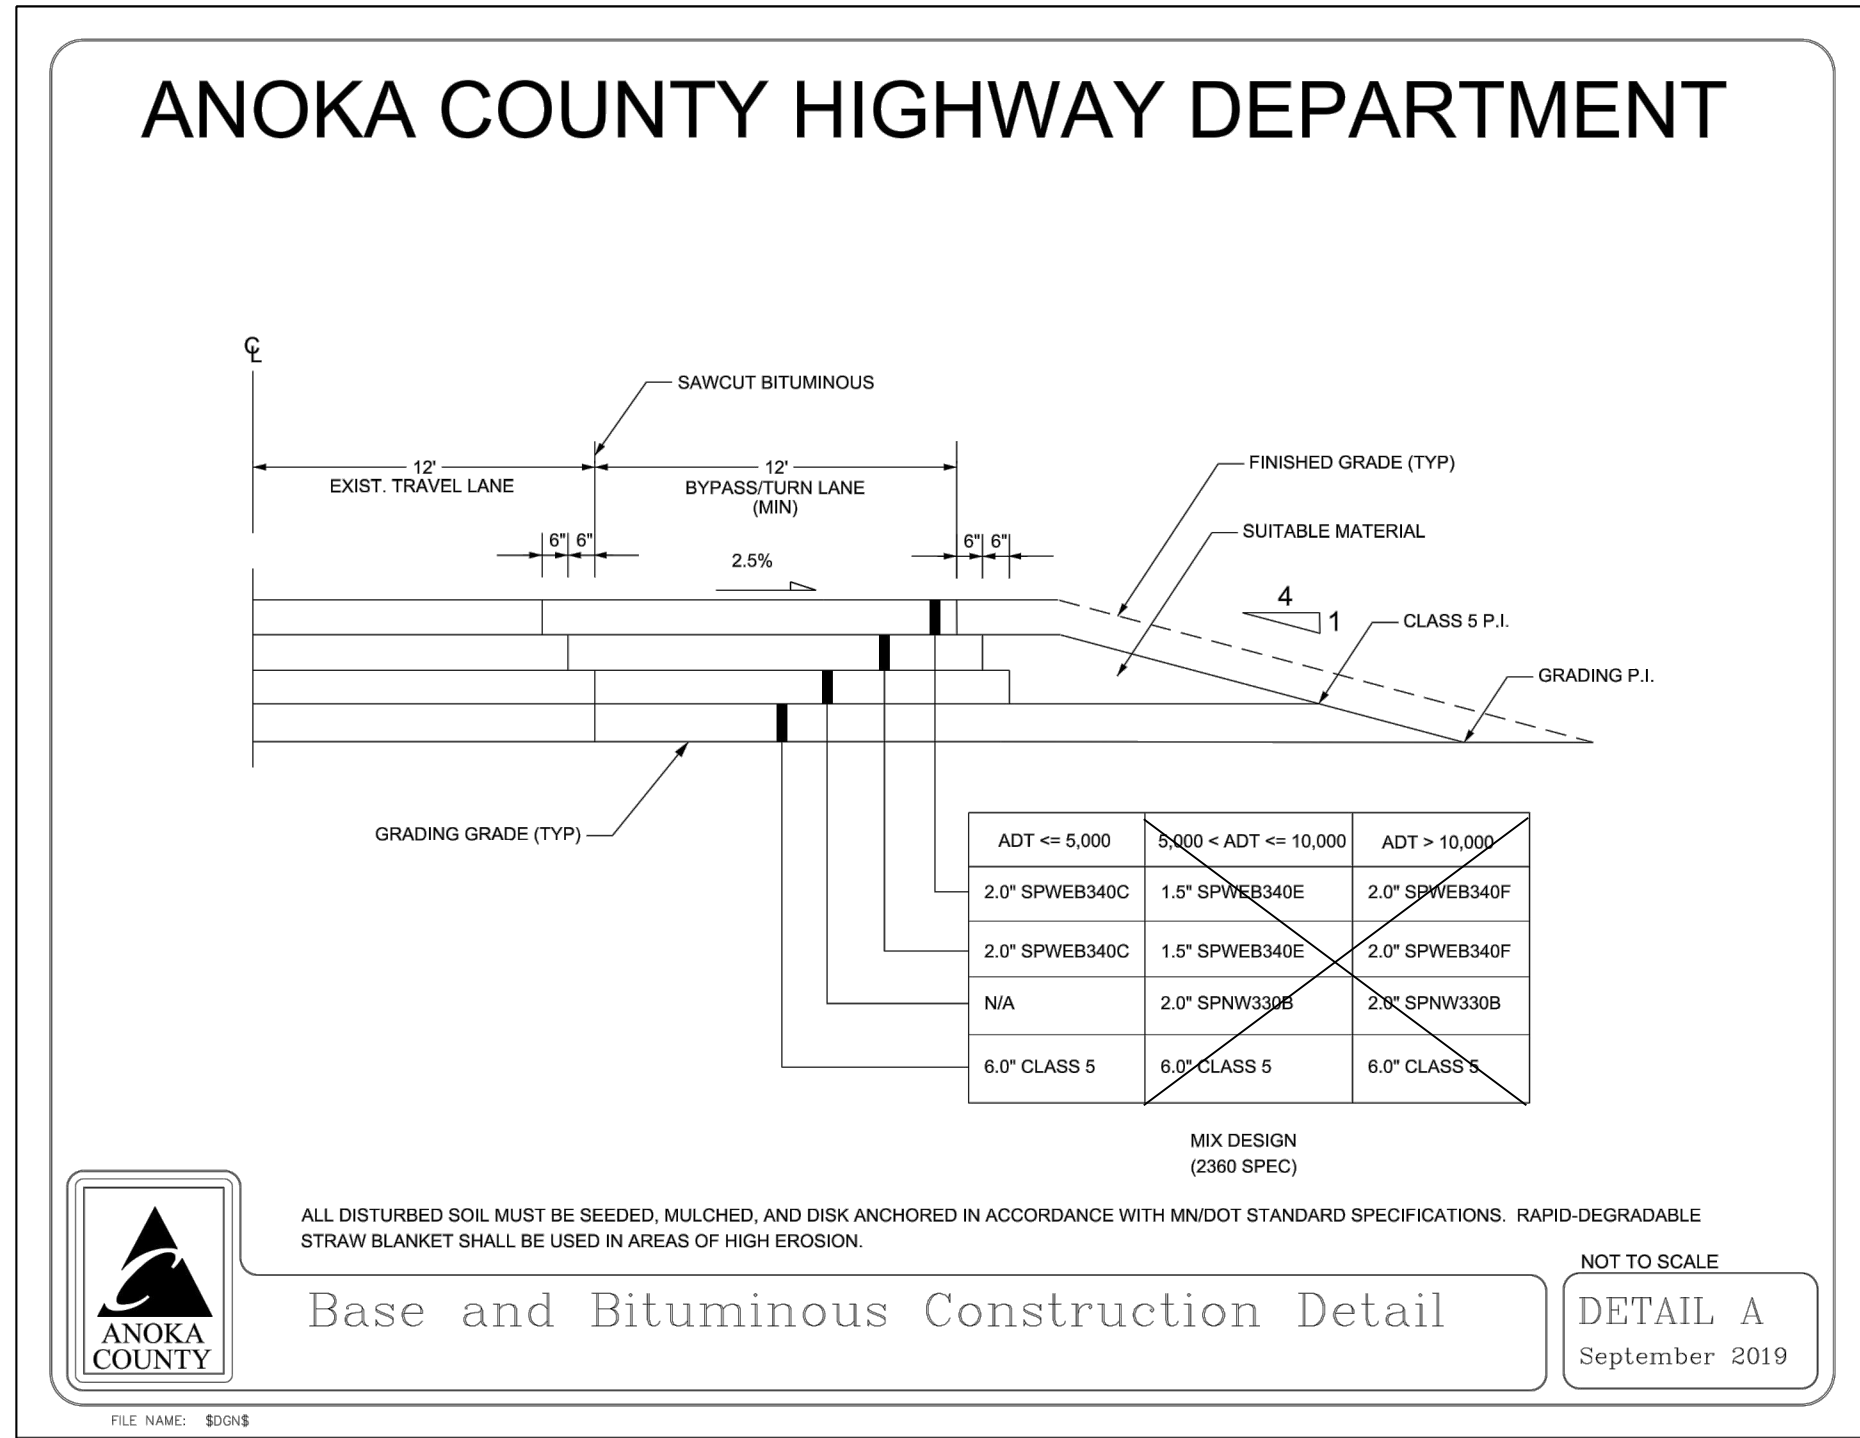 ANOKA COUNTY HIGHWAY DEPARTMENT
℄
SAWCUT BITUMINOUS
12'
EXIST. TRAVEL LANE
12'
BYPASS/TURN LANE
(MIN)
FINISHED GRADE (TYP)
SUITABLE MATERIAL
6" 6"
6" 6"
2.5%
4
1
CLASS 5 P.I.
GRADING P.I.
GRADING GRADE (TYP)
ADT <= 5,000 5,000 < ADT <= 10,000 ADT > 10,000
2.0" SPWEB340C 1.5" SPWEB340E 2.0" SPWEB340F
2.0" SPWEB340C 1.5" SPWEB340E 2.0" SPWEB340F
N/A 2.0" SPNW330B 2.0" SPNW330B
6.0" CLASS 5 6.0" CLASS 5 6.0" CLASS 5
MIX DESIGN
(2360 SPEC)
ALL DISTURBED SOIL MUST BE SEEDED, MULCHED, AND DISK ANCHORED IN ACCORDANCE WITH MN/DOT STANDARD SPECIFICATIONS. RAPID-DEGRADABLE
STRAW BLANKET SHALL BE USED IN AREAS OF HIGH EROSION.
NOT TO SCALE
ANOKA
COUNTY
Base and Bituminous Construction Detail
DETAIL A
September 2019
FILE NAME: $DGN$